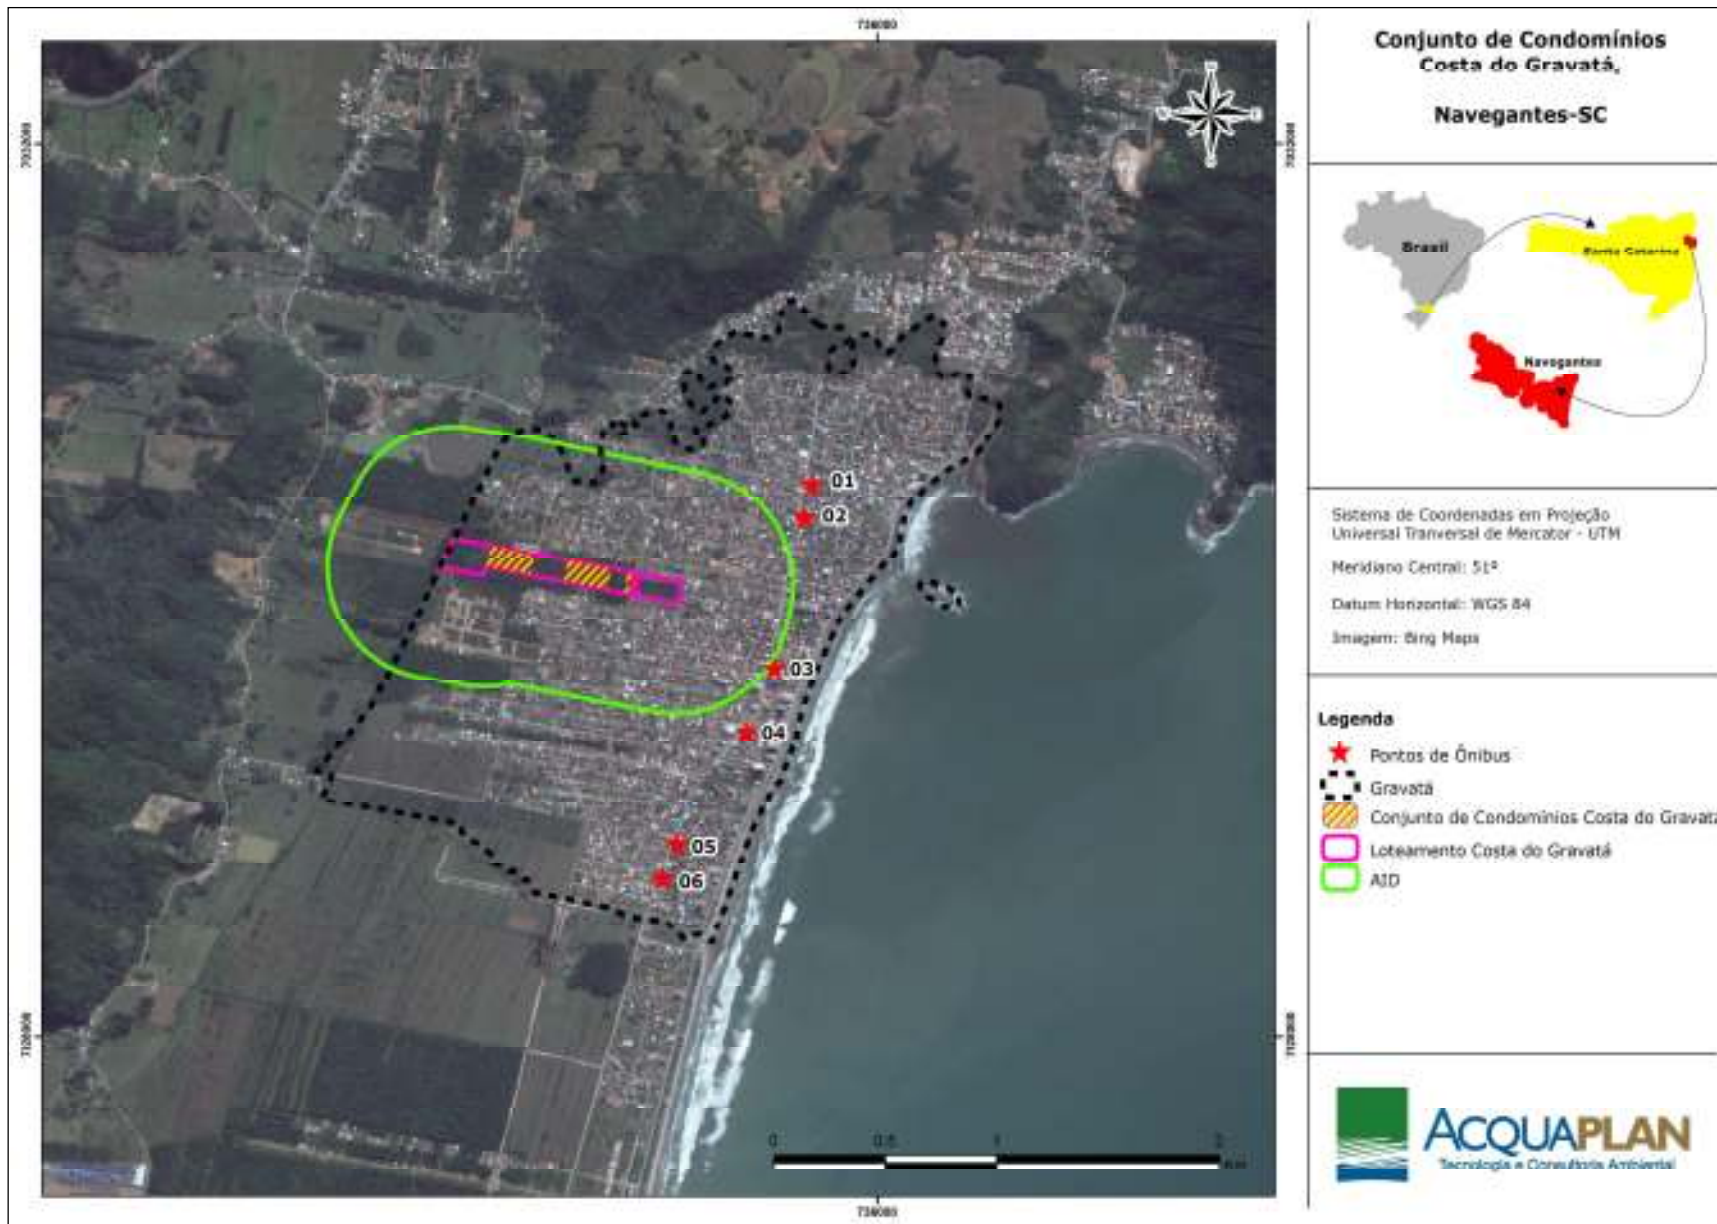 Conjunto de Condomínios
Costa do Gravatá,
Navegantes-SC
736000
N
Brasil
Navegantes
01
02
Sistema de Coordenadas em Projeção
Universal Tranversal de Mercator - UTM
Meridiano Central: 51º
Datum Horizontal: WGS 84
Imagem: Bing Maps
03
04
Legenda
Pontos de Ônibus
Gravatá
Conjunto de Condomínios Costa do Gravatá
Loteamento Costa do Gravatá
AID
05
06
0 0.5 1 2
Km
736000
ACQUAPLAN
Tecnologia e Consultoria Ambiental